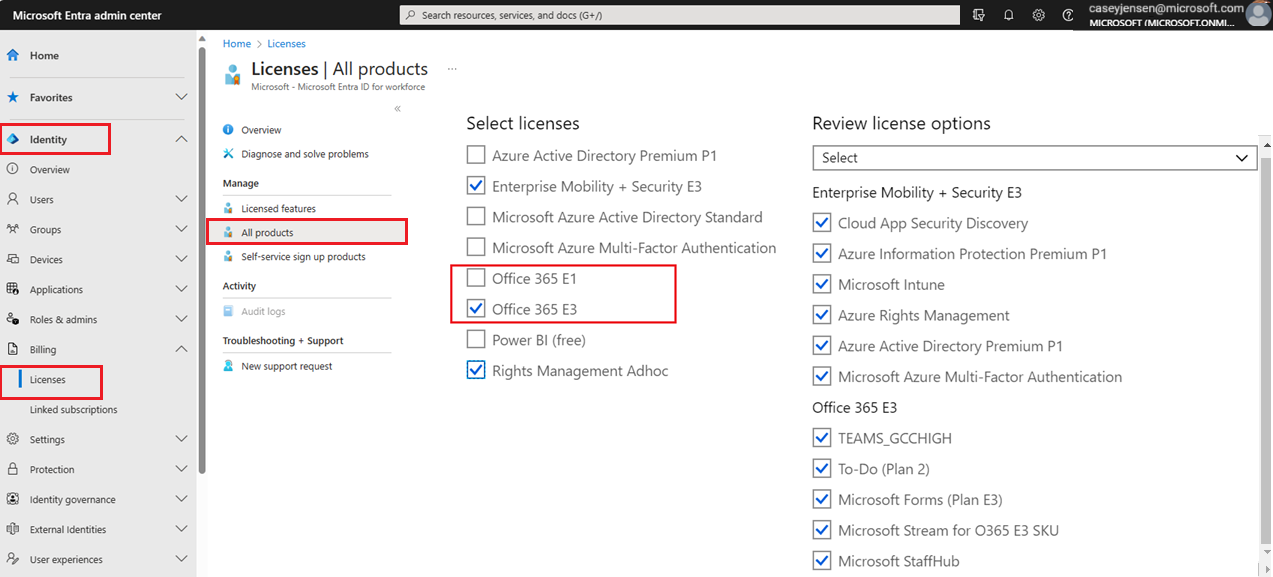 Microsoft Entra admin center
Search resources, services, and docs (G+/)
caseyjensen@microsoft.com
MICROSOFT (MICROSOFT.ONMI...
Home
Favorites
Identity
Overview
Users
Groups
Devices
Applications
Roles & admins
Billing
Licenses
Linked subscriptions
Settings
Protection
Identity governance
External Identities
User experiences
Home > Licenses
Licenses | All products ...
Microsoft - Microsoft Entra ID for workforce
«
Overview
Diagnose and solve problems
Manage
Licensed features
All products
Self-service sign up products
Activity
Audit logs
Troubleshooting + Support
New support request
Select licenses
Azure Active Directory Premium P1
Enterprise Mobility + Security E3
Microsoft Azure Active Directory Standard
Microsoft Azure Multi-Factor Authentication
Office 365 E1
Office 365 E3
Power BI (free)
Rights Management Adhoc
Review license options
Select
Enterprise Mobility + Security E3
Cloud App Security Discovery
Azure Information Protection Premium P1
Microsoft Intune
Azure Rights Management
Azure Active Directory Premium P1
Microsoft Azure Multi-Factor Authentication
Office 365 E3
TEAMS_GCCHIGH
To-Do (Plan 2)
Microsoft Forms (Plan E3)
Microsoft Stream for O365 E3 SKU
Microsoft StaffHub